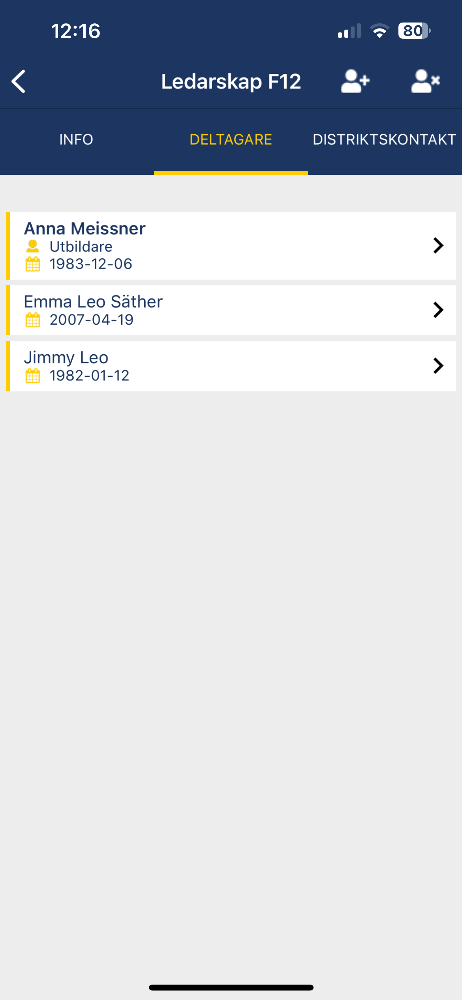 12:16
80
Ledarskap F12
INFO
DELTAGARE
DISTRIKTSKONTAKT
Anna Meissner
Utbildare
1983-12-06
Emma Leo Säther
2007-04-19
Jimmy Leo
1982-01-12